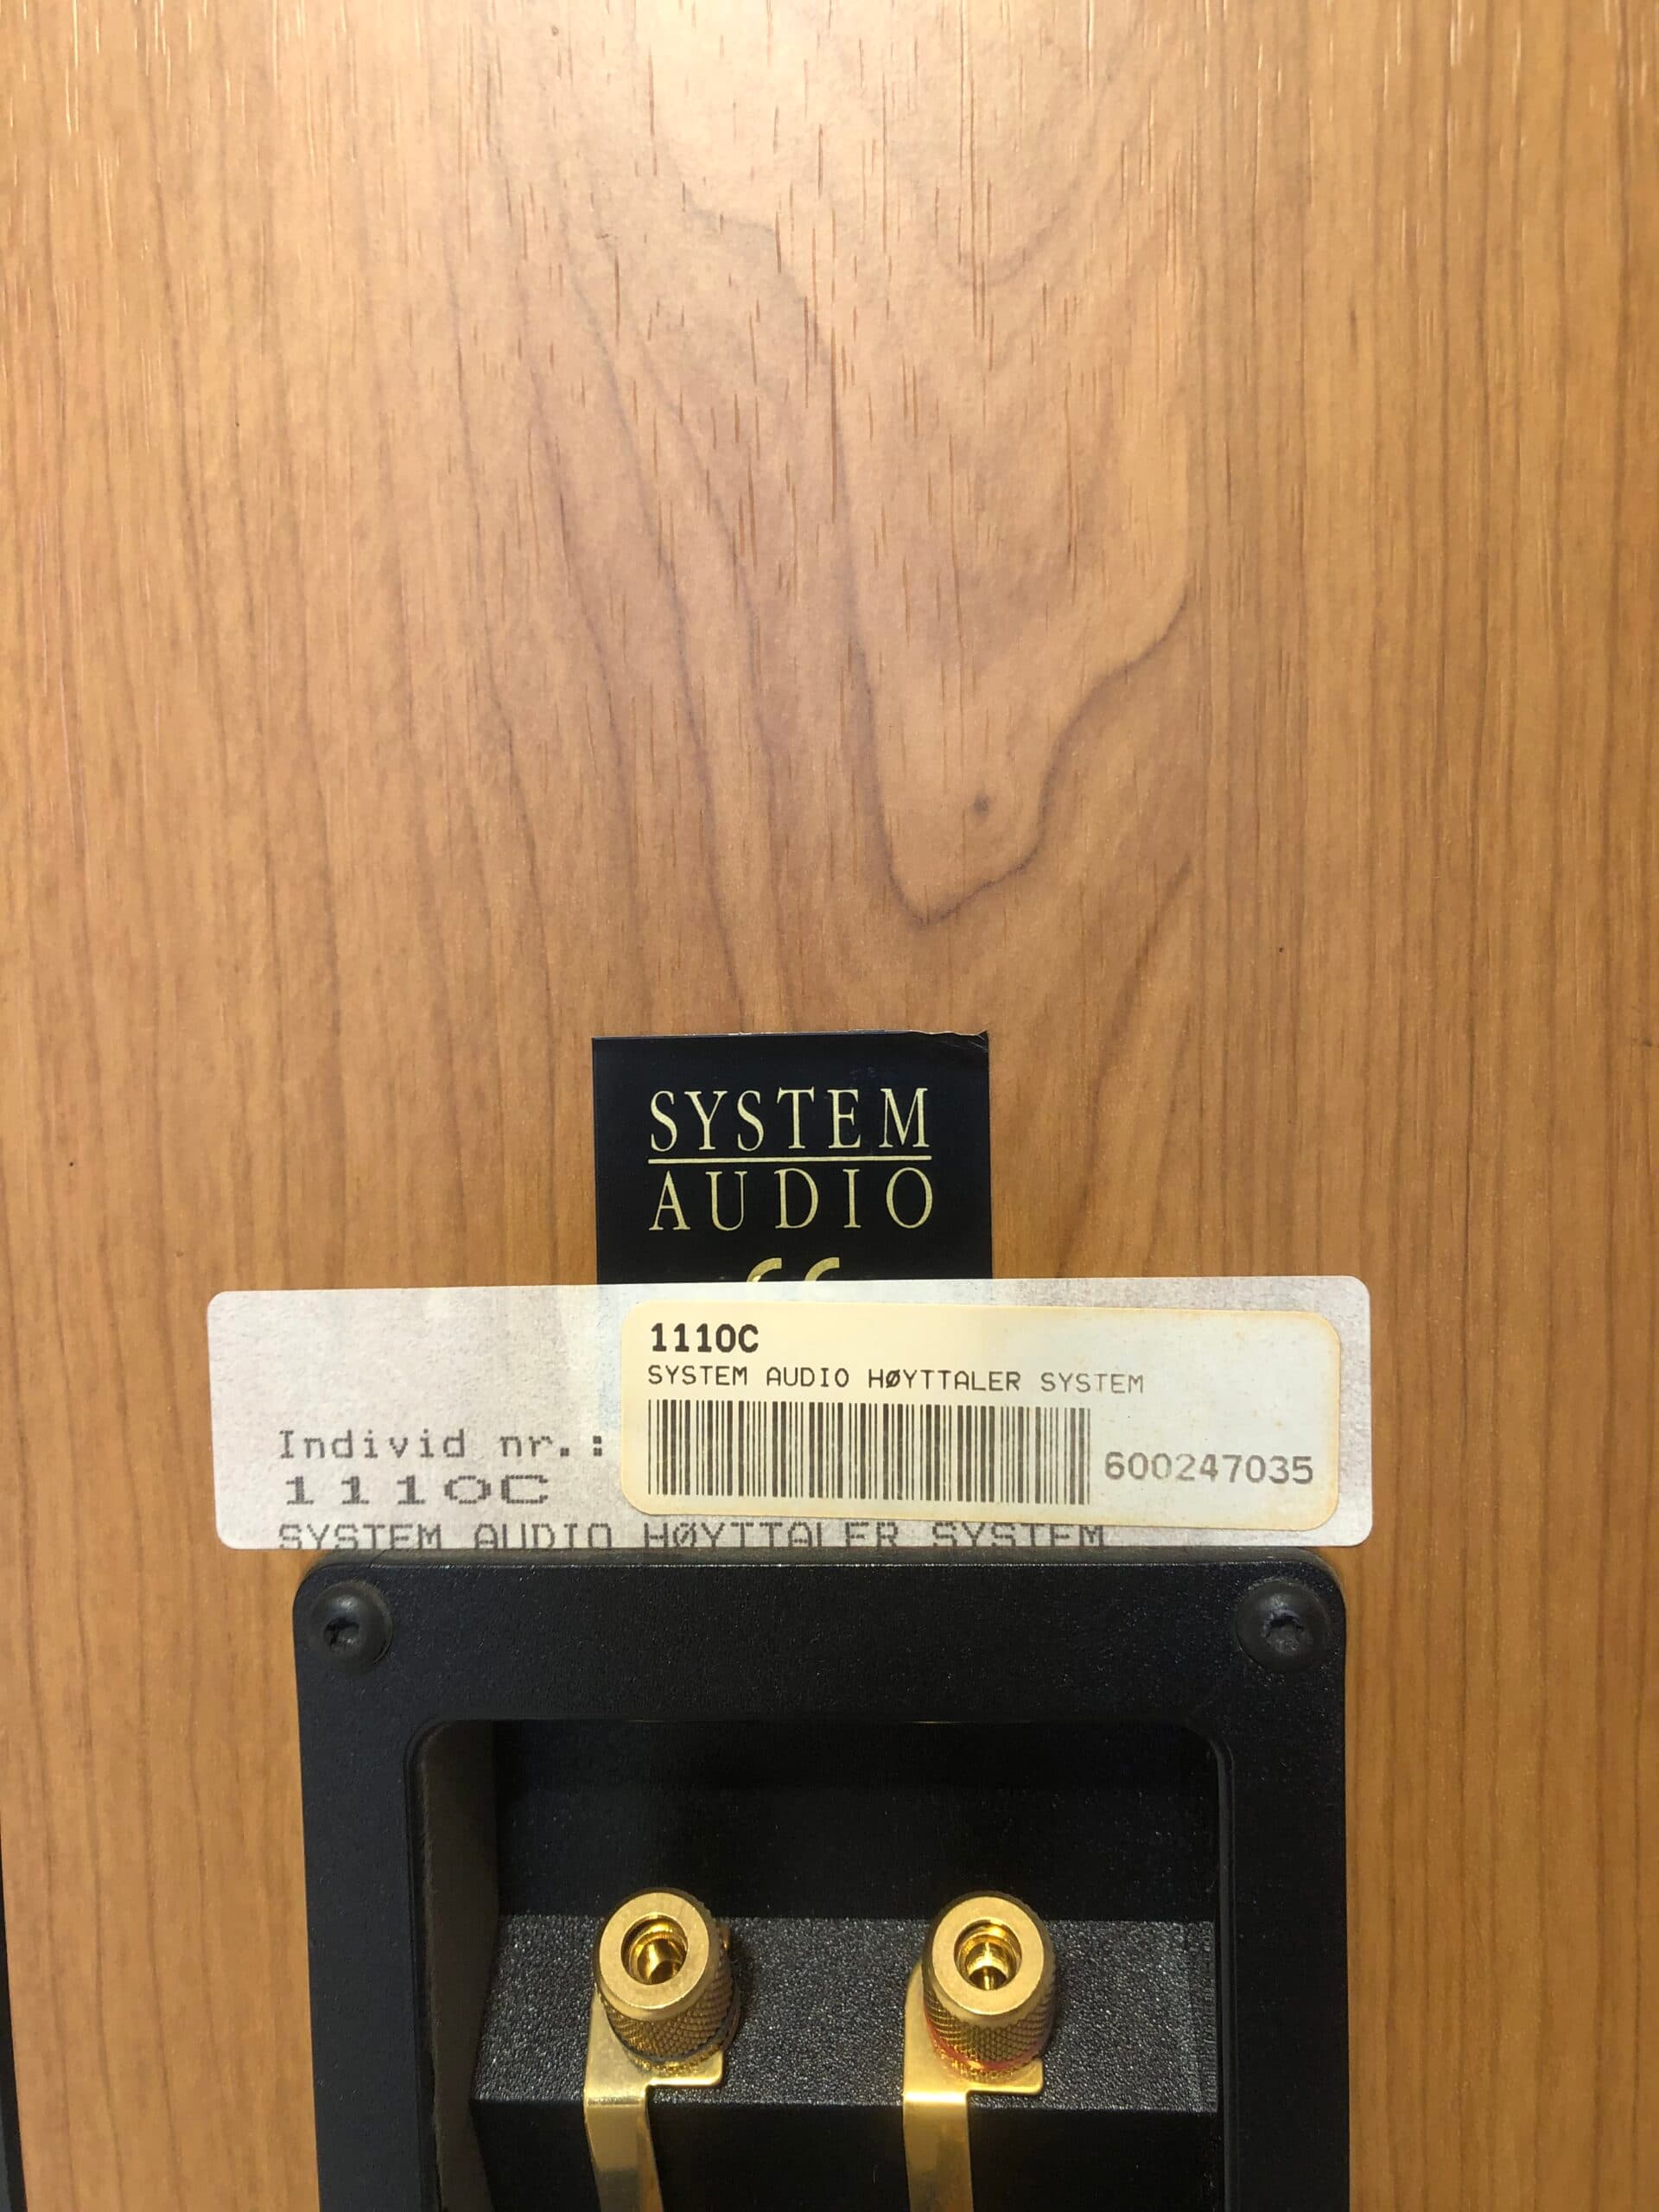 SYSTEM
AUDIO
1110C
SYSTEM AUDIO HØYTTALER SYSTEM
600247035
Individ nr.:
1110C
SYSTEM AUDIO HØYTTALER SYSTEM